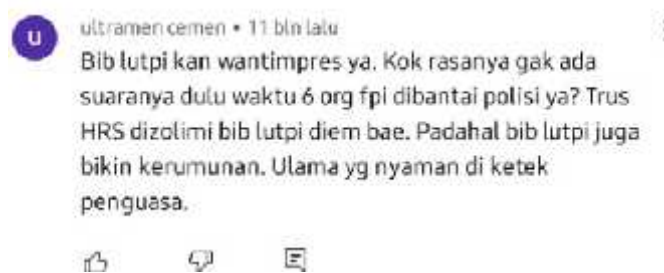 U
ultramen cemen • 11 bln lalu
Bib lutpi kan wantimpres ya. Kok rasanya gak ada
suaranya dulu waktu 6 org fpi dibantai polisi ya? Trus
HRS dizolimi bib lutpi diem bae. Padahal bib lutpi juga
bikin kerumunan. Ulama yg nyaman di ketek
penguasa.